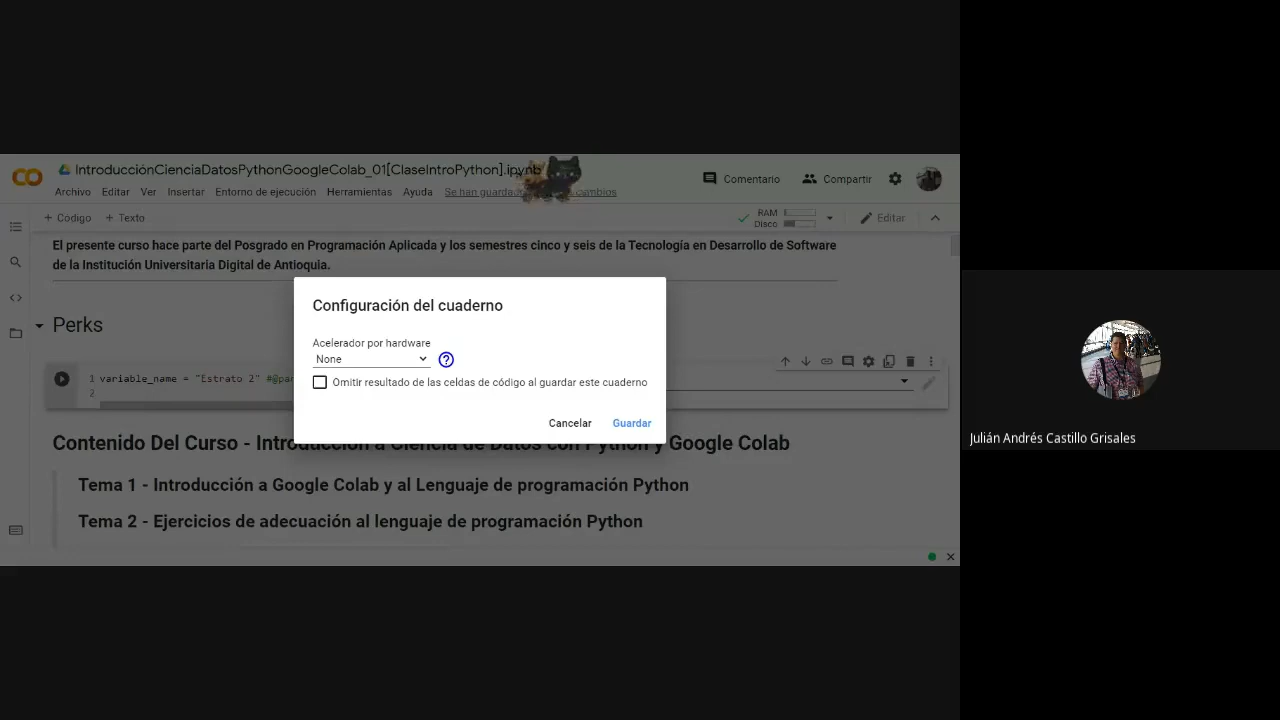 IntroducciónCienciaDatosPythonGoogleColab_01[ClaseIntroPython].ipynb
Archivo Editar Ver Insertar Entorno de ejecución Herramientas Ayuda Se han cambios
Comentario Compartir
+ Código + Texto
RAM
Disco
Editar
El presente curso hace parte del Posgrado en Programación Aplicada y los semestres cinco y seis de la Tecnología en Desarrollo de Software
de la Institución Universitaria Digital de Antioquia.
Perks
1 variable_name = "Estrato 2"
2
Configuración del cuaderno
Acelerador por hardware
None
Omitir resultado de las celdas de código al guardar este cuaderno
Cancelar Guardar
Contenido Del Curso - Introducción a Ciencia de Datos con Python y Google Colab
Tema 1 - Introducción a Google Colab y al Lenguaje de programación Python
Tema 2 - Ejercicios de adecuación al lenguaje de programación Python
Julián Andrés Castillo Grisales